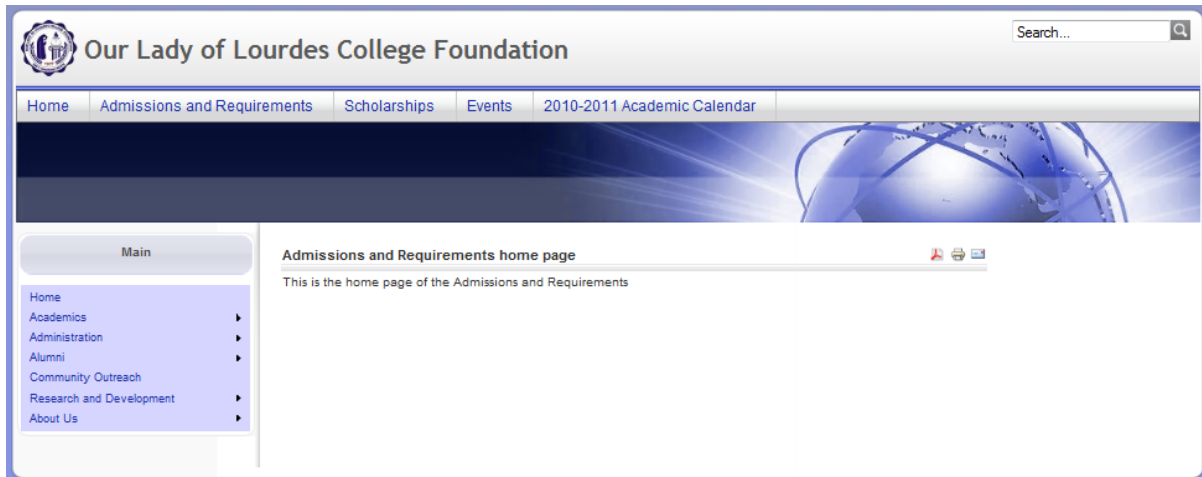 Our Lady of Lourdes College Foundation
Search...
Home Admissions and Requirements Scholarships Events 2010-2011 Academic Calendar
Main
Home
Academics
Administration
Alumni
Community Outreach
Research and Development
About Us
Admissions and Requirements home page
This is the home page of the Admissions and Requirements